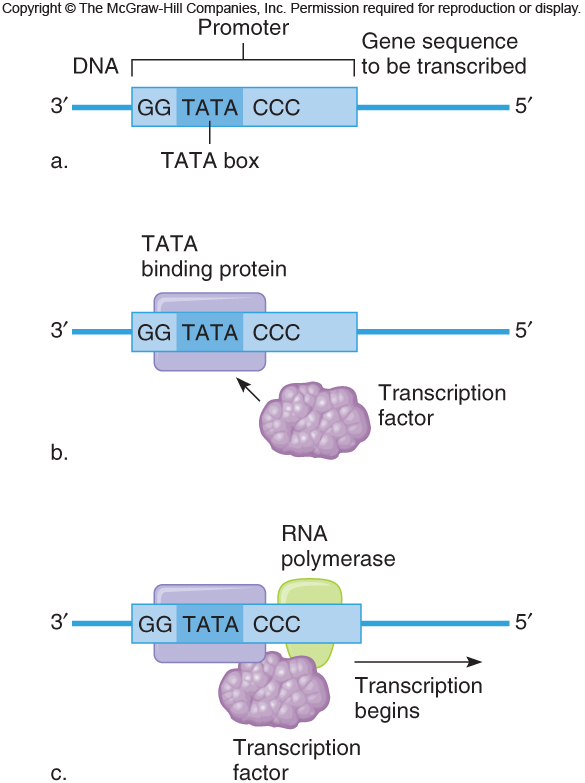 Copyright © The McGraw-Hill Companies, Inc. Permission required for reproduction or display.
Promoter
Gene sequence
to be transcribed
DNA
3′ GG TATA CCC 5′
TATA box
a.
TATA
binding protein
3′ GG TATA CCC 5′
Transcription
factor
b.
RNA
polymerase
3′ GG TATA CCC 5′
Transcription
begins
Transcription
factor
c.